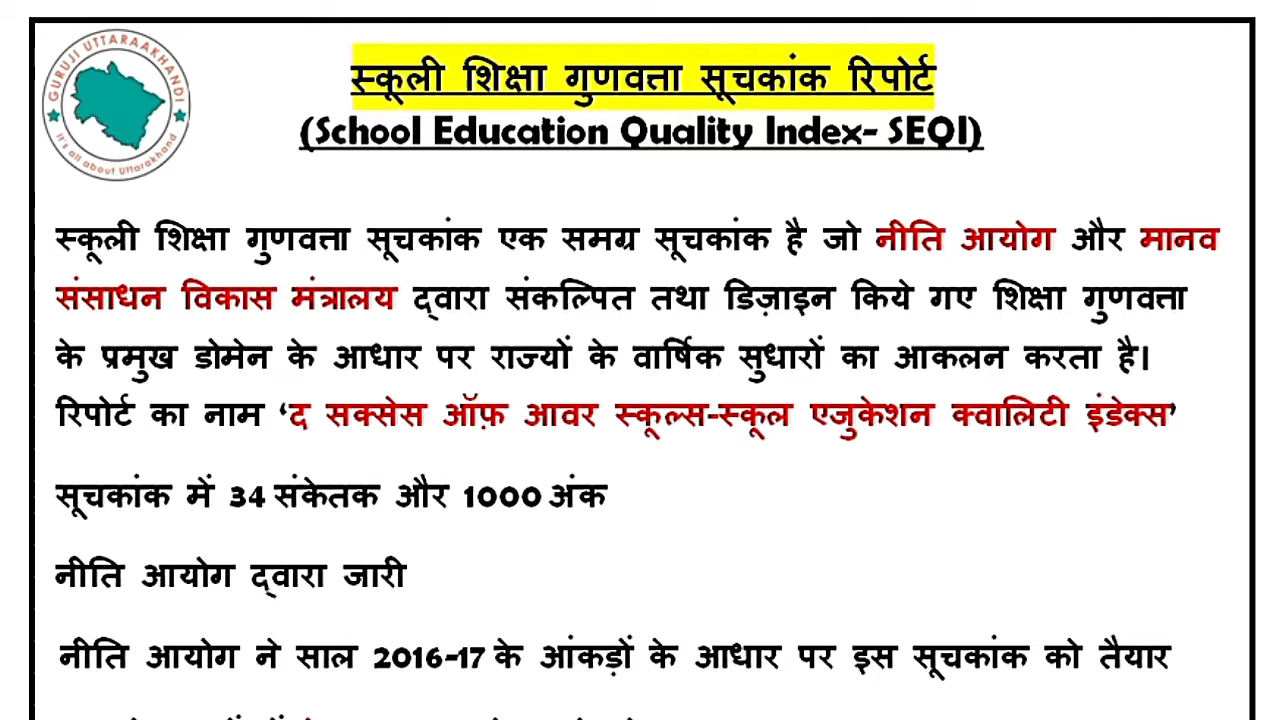 GURUJI UTTARAAKHANDI
It's all about Uttarakhand
स्कूली शिक्षा गुणवत्ता सूचकांक रिपोर्ट
(School Education Quality Index- SEQI)
स्कूली शिक्षा गुणवत्ता सूचकांक एक समग्र सूचकांक है जो नीति आयोग और मानव
संसाधन विकास मंत्रालय द्वारा संकल्पित तथा डिज़ाइन किये गए शिक्षा गुणवत्ता
के प्रमुख डोमेन के आधार पर राज्यों के वार्षिक सुधारों का आकलन करता है।
रिपोर्ट का नाम ‘द सक्सेस ऑफ़ आवर स्कूल्स-स्कूल एजुकेशन क्वालिटी इंडेक्स’
सूचकांक में 34 संकेतक और 1000 अंक
नीति आयोग द्वारा जारी
नीति आयोग ने साल 2016-17 के आंकड़ों के आधार पर इस सूचकांक को तैयार